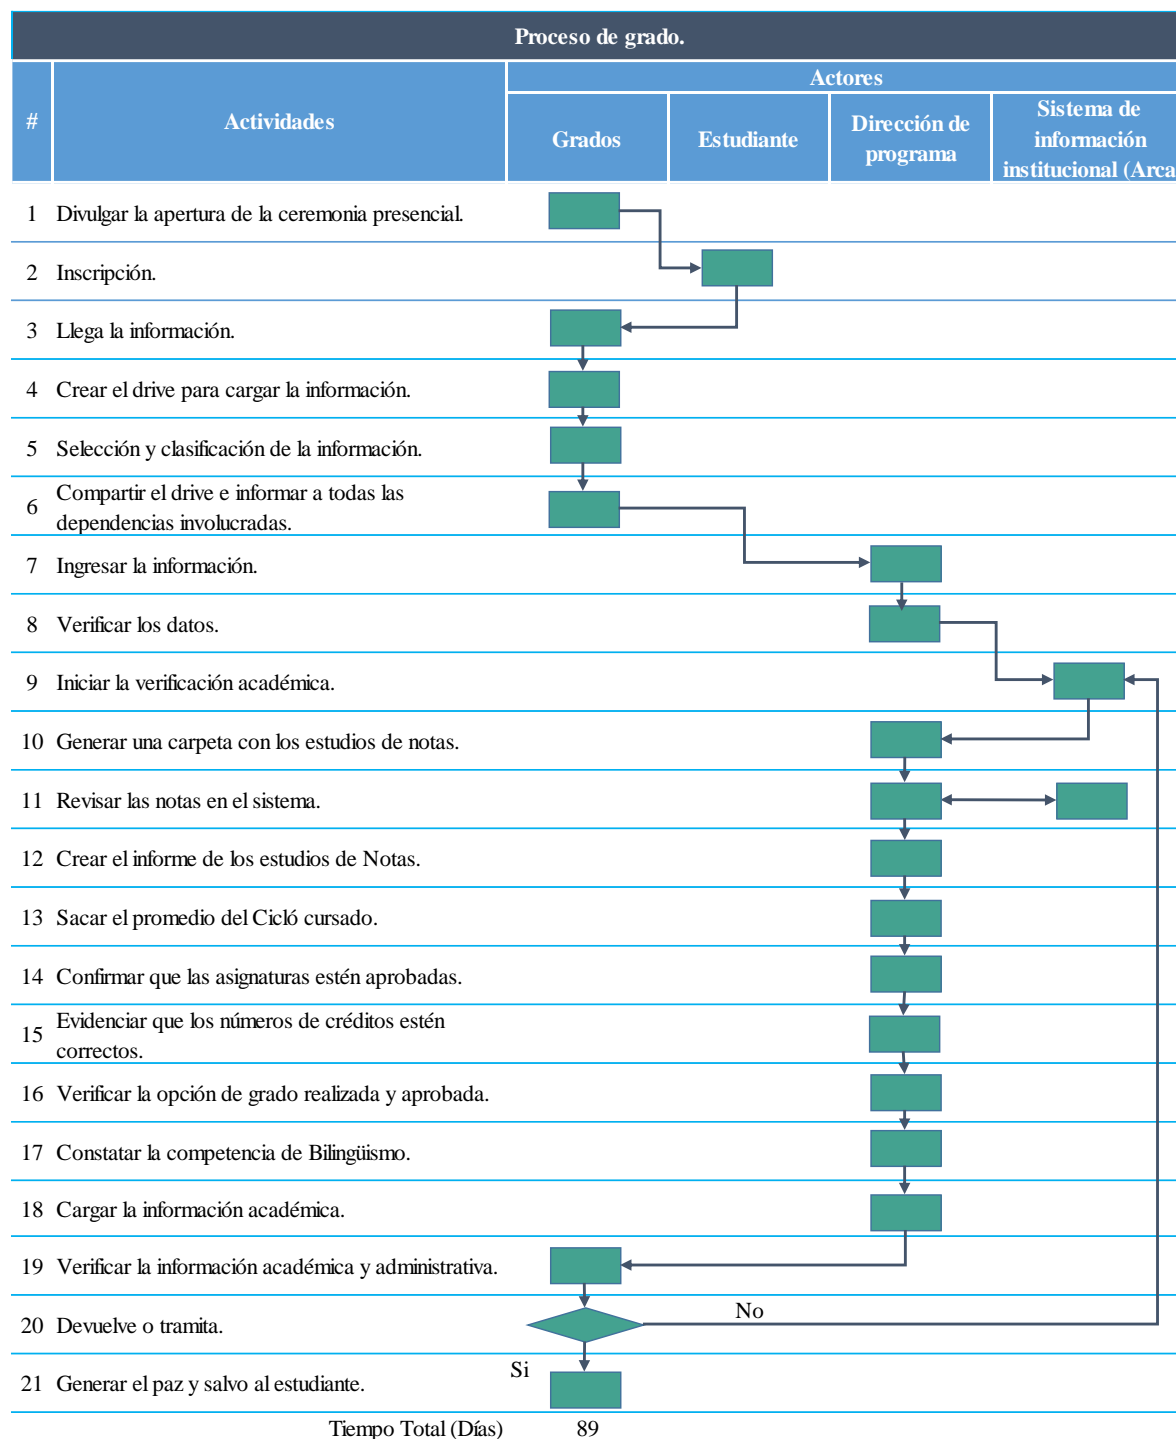 Proceso de grado.
Actores
#
Actividades
Grados
Estudiante
Dirección de
programa
Sistema de
información
institucional (Arca
1 Divulgar la apertura de la ceremonia presencial.
2 Inscripción.
3 Llega la información.
4 Crear el drive para cargar la información.
5 Selección y clasificación de la información.
6 Compartir el drive e informar a todas las
dependencias involucradas.
7 Ingresar la información.
8 Verificar los datos.
9 Iniciar la verificación académica.
10 Generar una carpeta con los estudios de notas.
11 Revisar las notas en el sistema.
12 Crear el informe de los estudios de Notas.
13 Sacar el promedio del Cicló cursado.
14 Confirmar que las asignaturas estén aprobadas.
15 Evidenciar que los números de créditos estén
correctos.
16 Verificar la opción de grado realizada y aprobada.
17 Constatar la competencia de Bilingüismo.
18 Cargar la información académica.
19 Verificar la información académica y administrativa.
20 Devuelve o tramita.
No
Si
21 Generar el paz y salvo al estudiante.
Tiempo Total (Días) 89